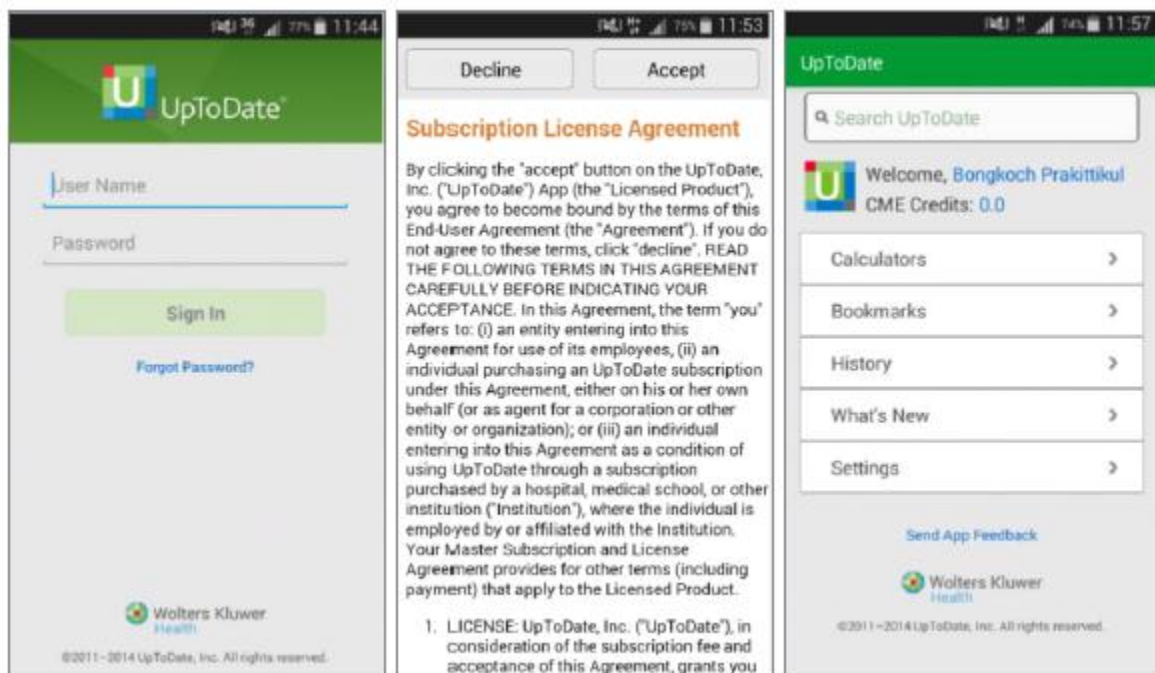 3G 77% 11:44
U UpToDate®
User Name
Password
Sign In
Forgot Password?
Wolters Kluwer
Health
©2011–2014 UpToDate, Inc. All rights reserved.
75% 11:53
Decline Accept
Subscription License Agreement
By clicking the "accept" button on the UpToDate,
Inc. ("UpToDate") App (the "Licensed Product"),
you agree to become bound by the terms of this
End-User Agreement (the "Agreement"). If you do
not agree to these terms, click "decline". READ
THE FOLLOWING TERMS IN THIS AGREEMENT
CAREFULLY BEFORE INDICATING YOUR
ACCEPTANCE. In this Agreement, the term "you"
refers to: (i) an entity entering into this
Agreement for use of its employees, (ii) an
individual purchasing an UpToDate subscription
under this Agreement, either on his or her own
behalf (or as agent for a corporation or other
entity or organization); or (iii) an individual
entering into this Agreement as a condition of
using UpToDate through a subscription
purchased by a hospital, medical school, or other
institution ("Institution"), where the individual is
employed by or affiliated with the Institution.
Your Master Subscription and License
Agreement provides for other terms (including
payment) that apply to the Licensed Product.
1. LICENSE: UpToDate, Inc. ("UpToDate"), in
consideration of the subscription fee and
acceptance of this Agreement, grants you
74% 11:57
UpToDate
Search UpToDate
U Welcome, Bongkoch Prakittikul
CME Credits: 0.0
Calculators
Bookmarks
History
What's New
Settings
Send App Feedback
Wolters Kluwer
Health
©2011–2014 UpToDate, Inc. All rights reserved.